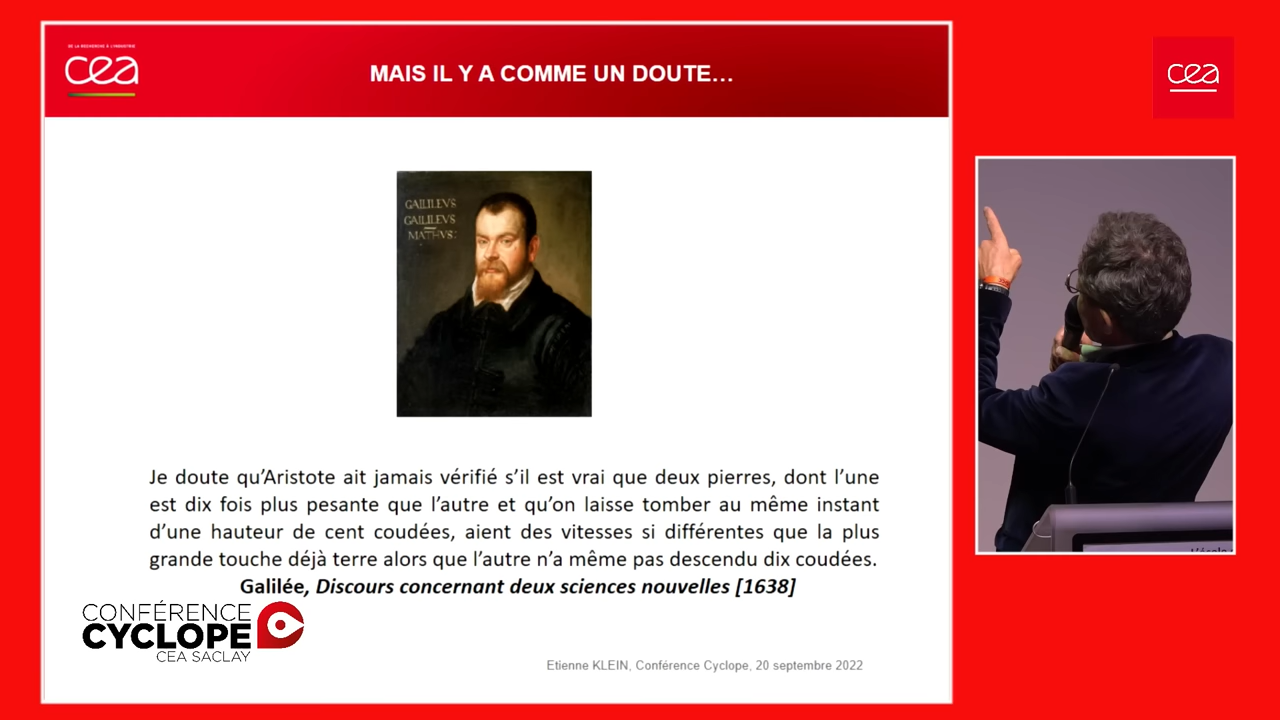 DE LA RECHERCHE À L'INDUSTRIE
cea
MAIS IL Y A COMME UN DOUTE…
cea
GALILEVS
GALILEVS
MATHVS:
Je doute qu'Aristote ait jamais vérifié s'il est vrai que deux pierres, dont l'une
est dix fois plus pesante que l'autre et qu'on laisse tomber au même instant
d'une hauteur de cent coudées, aient des vitesses si différentes que la plus
grande touche déjà terre alors que l'autre n'a même pas descendu dix coudées.
Galilée, Discours concernant deux sciences nouvelles [1638]
CONFÉRENCE
CYCLOPE
CEA SACLAY
Etienne KLEIN, Conférence Cyclope, 20 septembre 2022